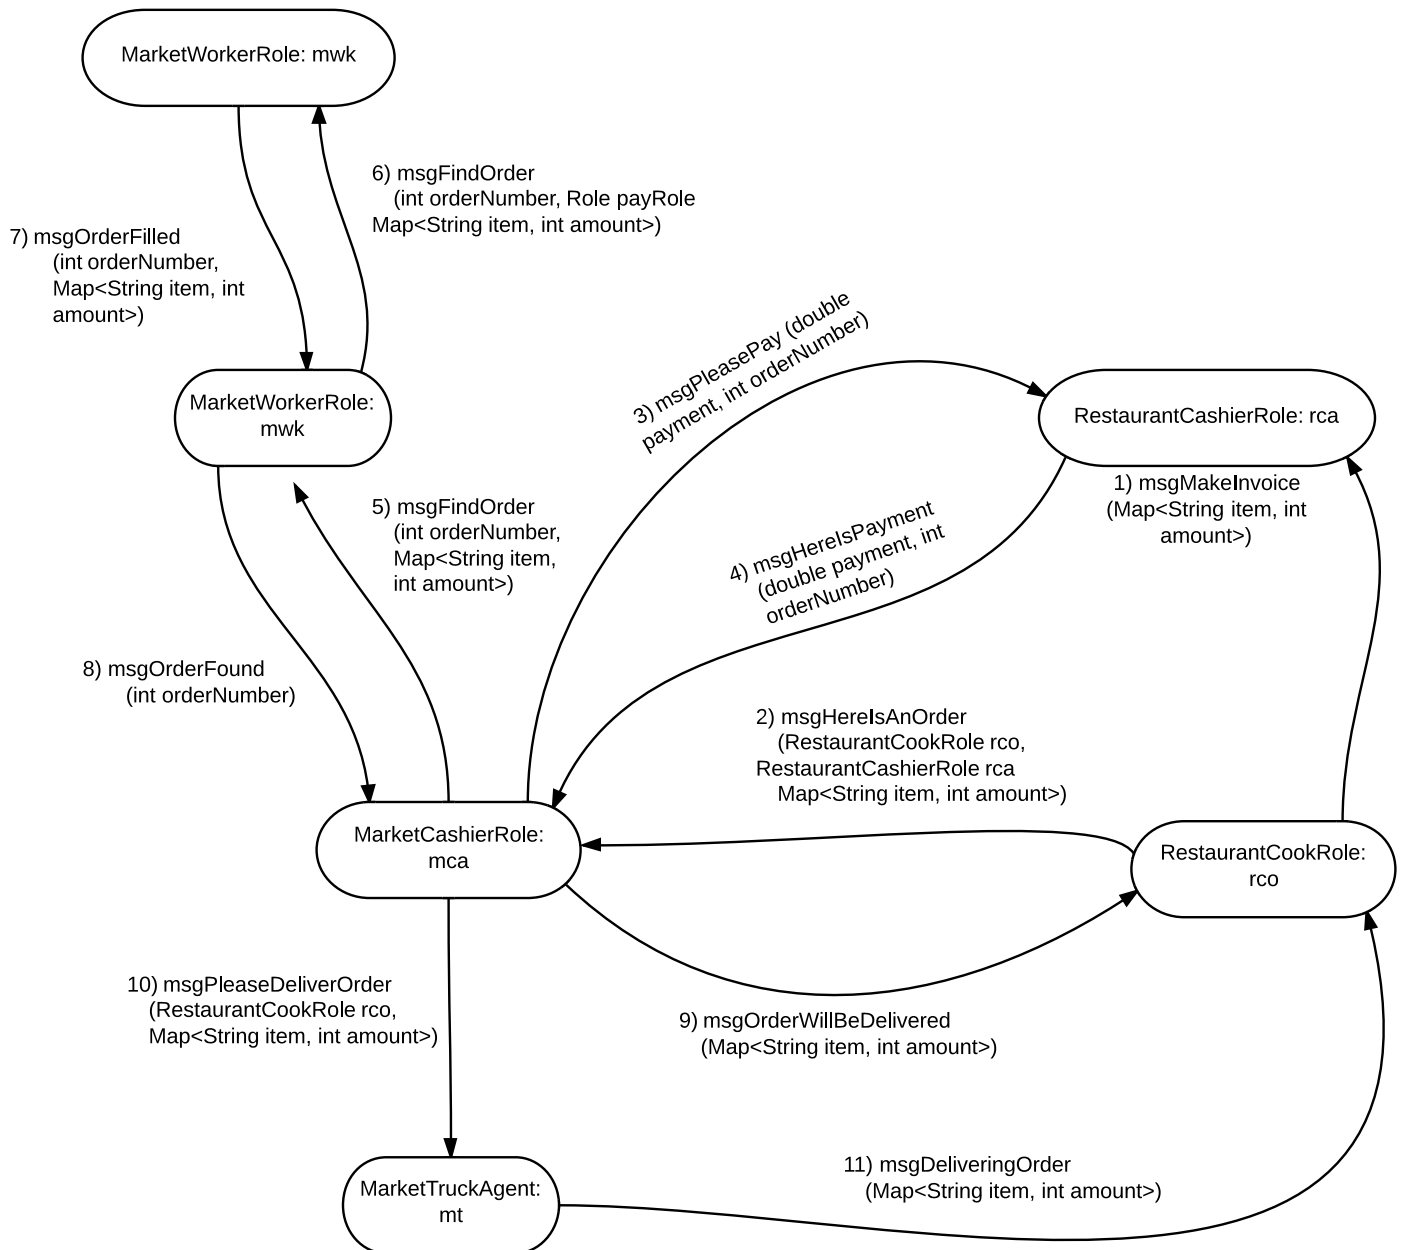 MarketWorkerRole: mwk
6) msgFindOrder
(int orderNumber, Role payRole
Map<String item, int amount>)
7) msgOrderFilled
(int orderNumber,
Map<String item, int
amount>)
3) msgPleasePay (double
payment, int orderNumber)
MarketWorkerRole:
mwk
RestaurantCashierRole: rca
1) msgMakeInvoice
(Map<String item, int
amount>)
5) msgFindOrder
(int orderNumber,
Map<String item,
int amount>)
4) msgHereIsPayment
(double payment, int
orderNumber)
8) msgOrderFound
(int orderNumber)
2) msgHereIsAnOrder
(RestaurantCookRole rco,
RestaurantCashierRole rca
Map<String item, int amount>)
MarketCashierRole:
mca
RestaurantCookRole:
rco
10) msgPleaseDeliverOrder
(RestaurantCookRole rco,
Map<String item, int amount>)
9) msgOrderWillBeDelivered
(Map<String item, int amount>)
11) msgDeliveringOrder
(Map<String item, int amount>)
MarketTruckAgent:
mt